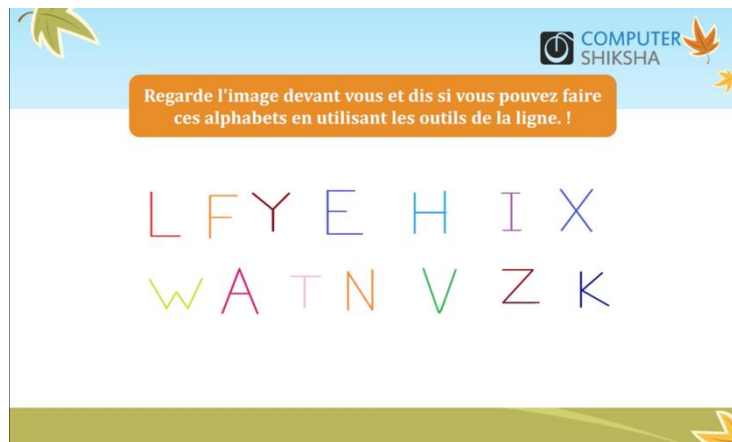 COMPUTER
SHIKSHA
Regarde l'image devant vous et dis si vous pouvez faire
ces alphabets en utilisant les outils de la ligne. !
L F Y E H I X
W A T N V Z K